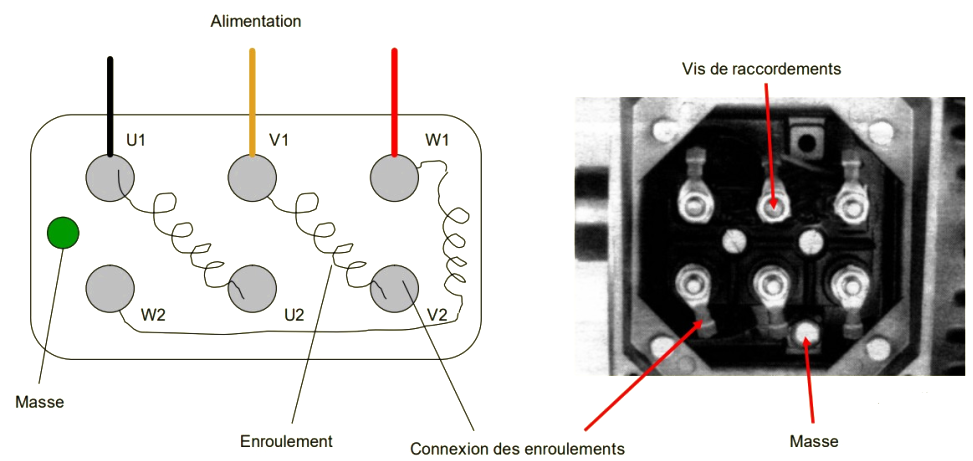 Alimentation
Vis de raccordements
U1
V1
W1
W2
U2
V2
Masse
Enroulement
Connexion des enroulements
Masse